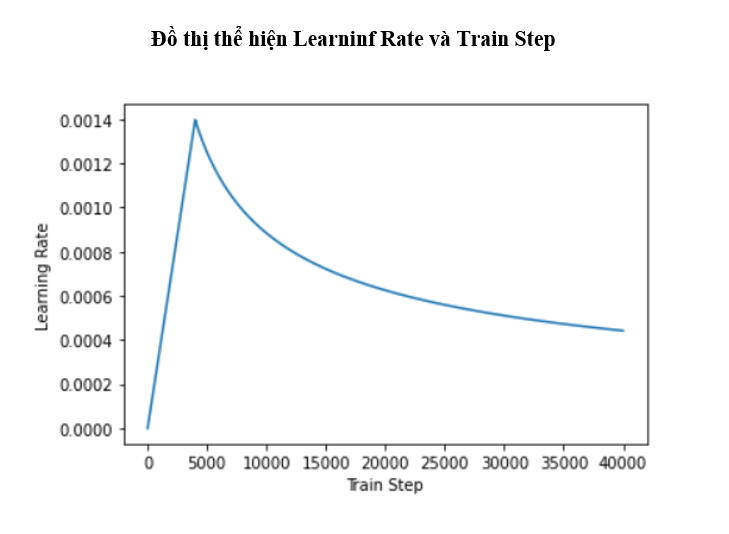 Đồ thị thể hiện Learninf Rate và Train Step
0.0014
0.0012
0.0010
0.0008
0.0006
0.0004
0.0002
0.0000
Learning Rate
0 5000 10000 15000 20000 25000 30000 35000 40000
Train Step